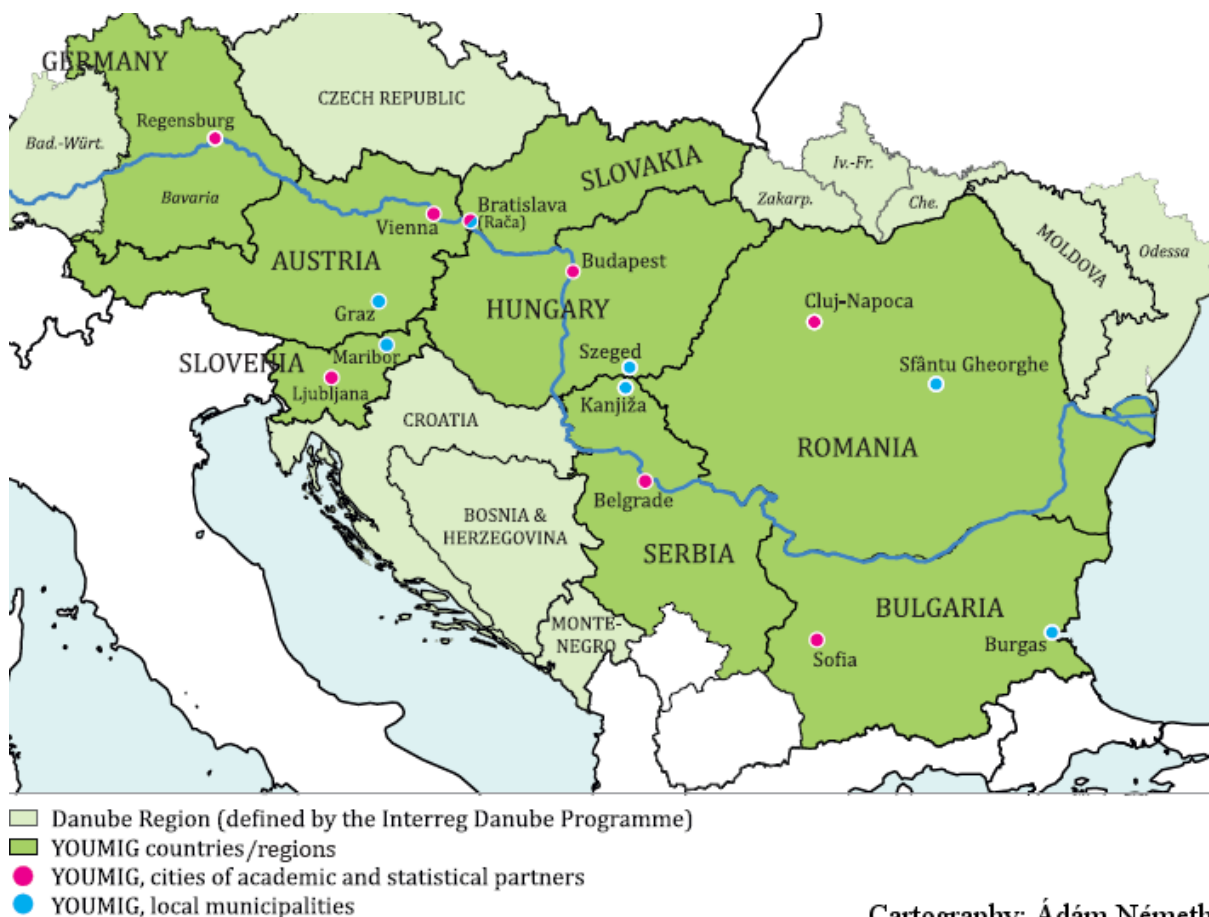 GERMANY
CZECH REPUBLIC
Regensburg
Bad.-Würt.
Bavaria
SLOVAKIA
Iv.-Fr.
Zakarp.
Che.
Vienna
Bratislava
(Rača)
MOLDOVA
Odessa
AUSTRIA
Budapest
Graz
HUNGARY
Cluj-Napoca
SLOVENIA
Maribor
Szeged
Sfântu Gheorghe
Ljubljana
Kanjiža
CROATIA
ROMANIA
Belgrade
BOSNIA &
HERZEGOVINA
SERBIA
BULGARIA
MONTE-
NEGRO
Sofia
Burgas
Danube Region (defined by the Interreg Danube Programme)
YOUMIG countries/regions
YOUMIG, cities of academic and statistical partners
YOUMIG, local municipalities
Cartography: Ádám Németh